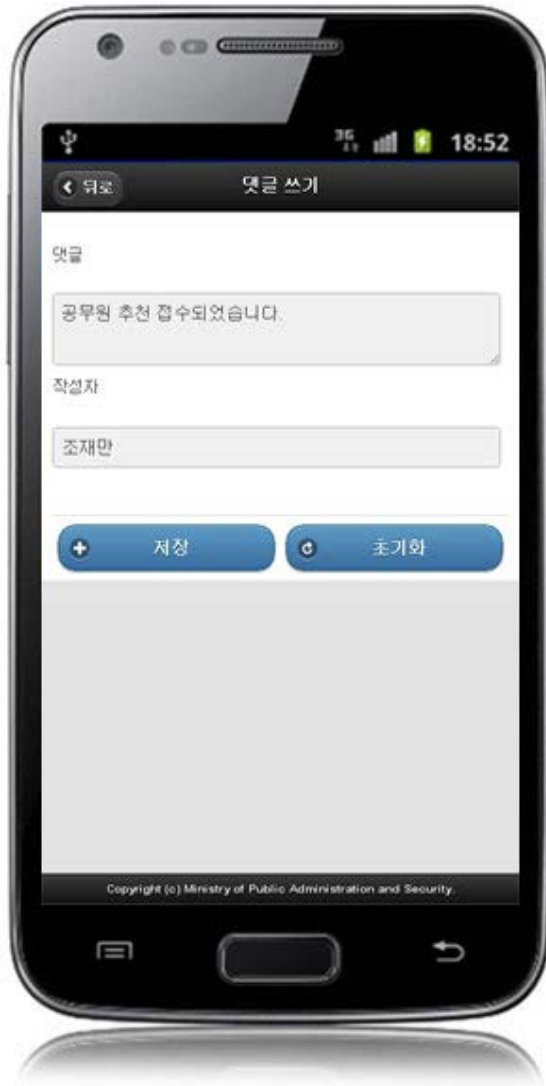 3G
18:52
뒤로
댓글 쓰기
댓글
공무원 추천 접수되었습니다.
작성자
조재만
저장
초기화
Copyright (c) Ministry of Public Administration and Security.